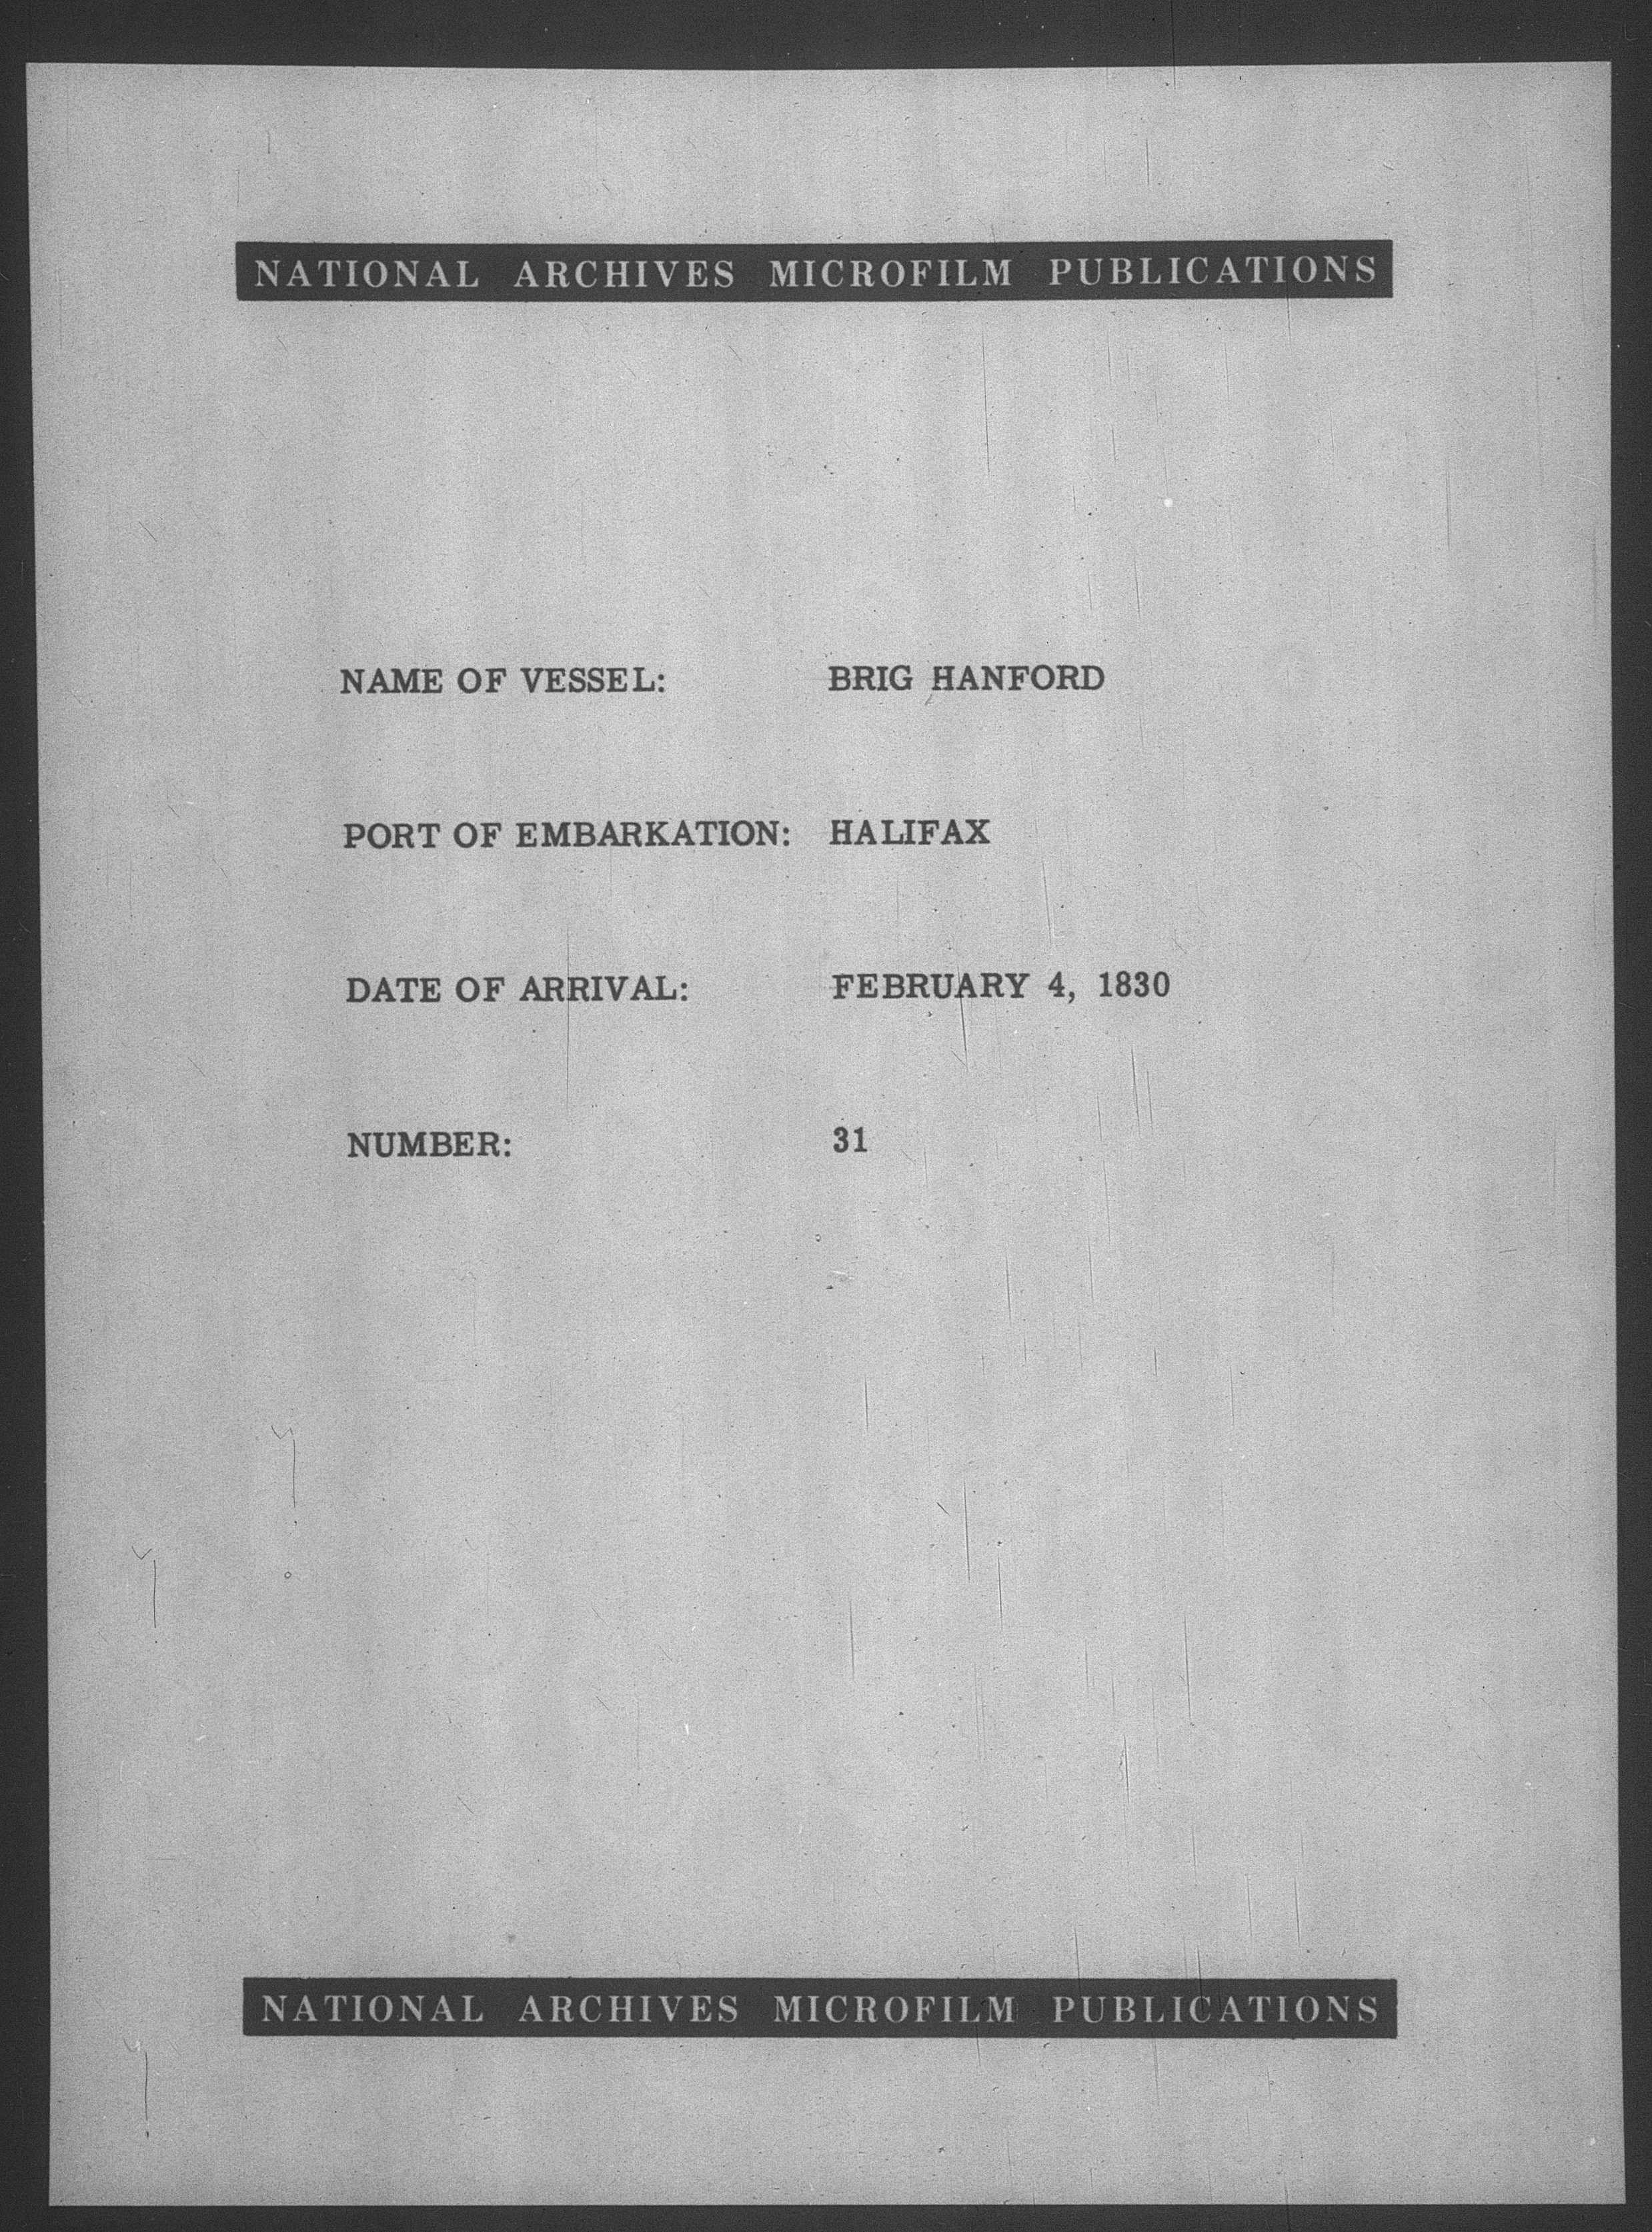 NATIONAL ARCHIVES MICROFILM PUBLICATIONS
NAME OF VESSEL: BRIG HANFORD
PORT OF EMBARKATION: HALIFAX
DATE OF ARRIVAL: FEBRUARY 4, 1830
NUMBER: 31
NATIONAL ARCHIVES MICROFILM PUBLICATIONS